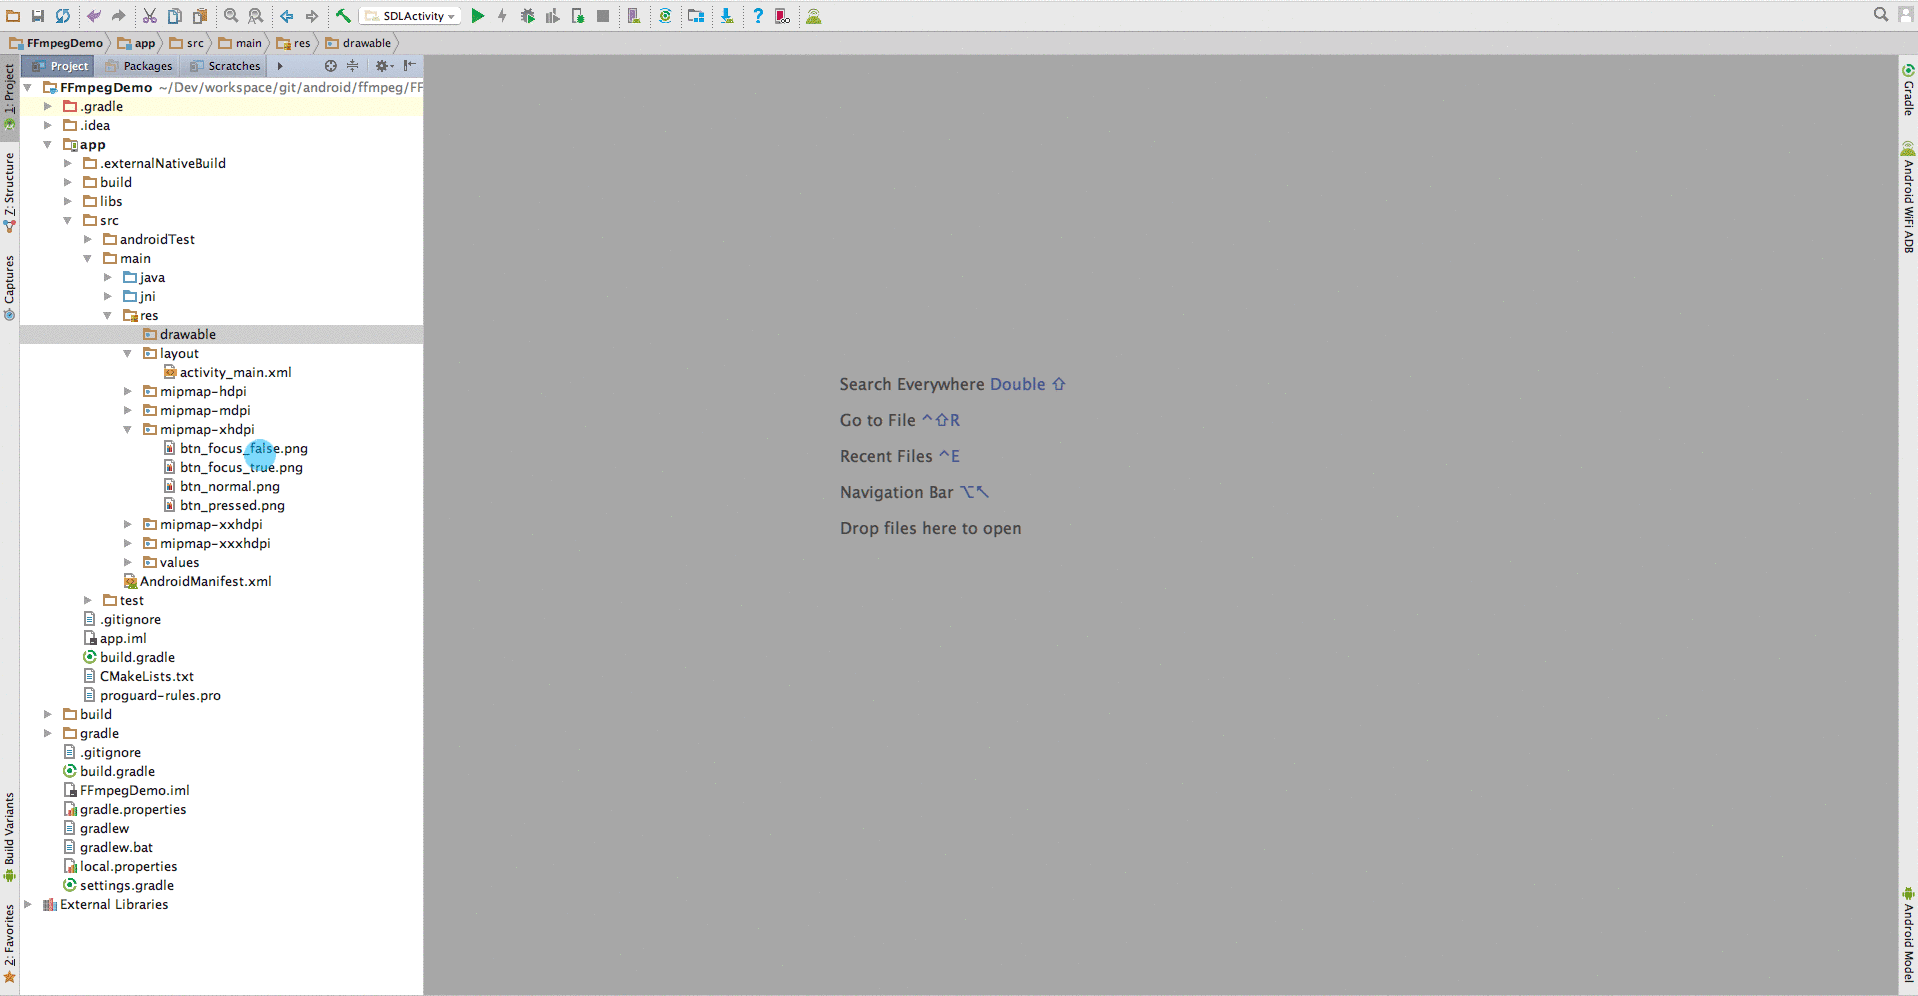 SDLActivity
FFmpegDemo app src main res drawable
Project Packages Scratches
1: Project
7: Structure
Captures
Build Variants
2: Favorites
FFmpegDemo ~/Dev/workspace/git/android/ffmpeg/FF
.gradle
.idea
app
.externalNativeBuild
build
libs
src
androidTest
main
java
jni
res
drawable
layout
activity_main.xml
mipmap-hdpi
mipmap-mdpi
mipmap-xhdpi
btn_focus_false.png
btn_focus_true.png
btn_normal.png
btn_pressed.png
mipmap-xxhdpi
mipmap-xxxhdpi
values
AndroidManifest.xml
test
.gitignore
app.iml
build.gradle
CMakeLists.txt
proguard-rules.pro
build
gradle
.gitignore
build.gradle
FFmpegDemo.iml
gradle.properties
gradlew
gradlew.bat
local.properties
settings.gradle
External Libraries
Search Everywhere Double ⇧
Go to File ^⇧R
Recent Files ^E
Navigation Bar ⌥↖
Drop files here to open
Gradle
Android WiFi ADB
Android Model